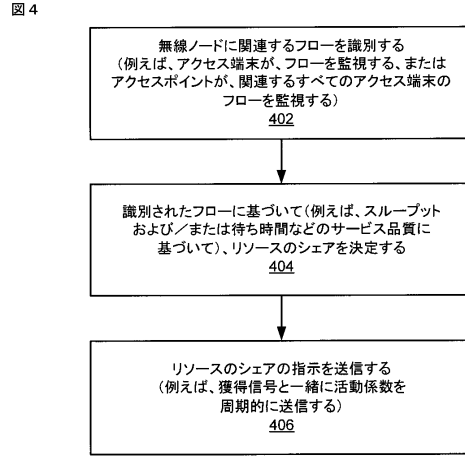 図4
無線ノードに関連するフローを識別する
(例えば、アクセス端末が、フローを監視する、または
アクセスポイントが、関連するすべてのアクセス端末の
フローを監視する)
402
識別されたフローに基づいて(例えば、スループット
および/または待ち時間などのサービス品質に
基づいて)、リソースのシェアを決定する
404
リソースのシェアの指示を送信する
(例えば、獲得信号と一緒に活動係数を
周期的に送信する)
406